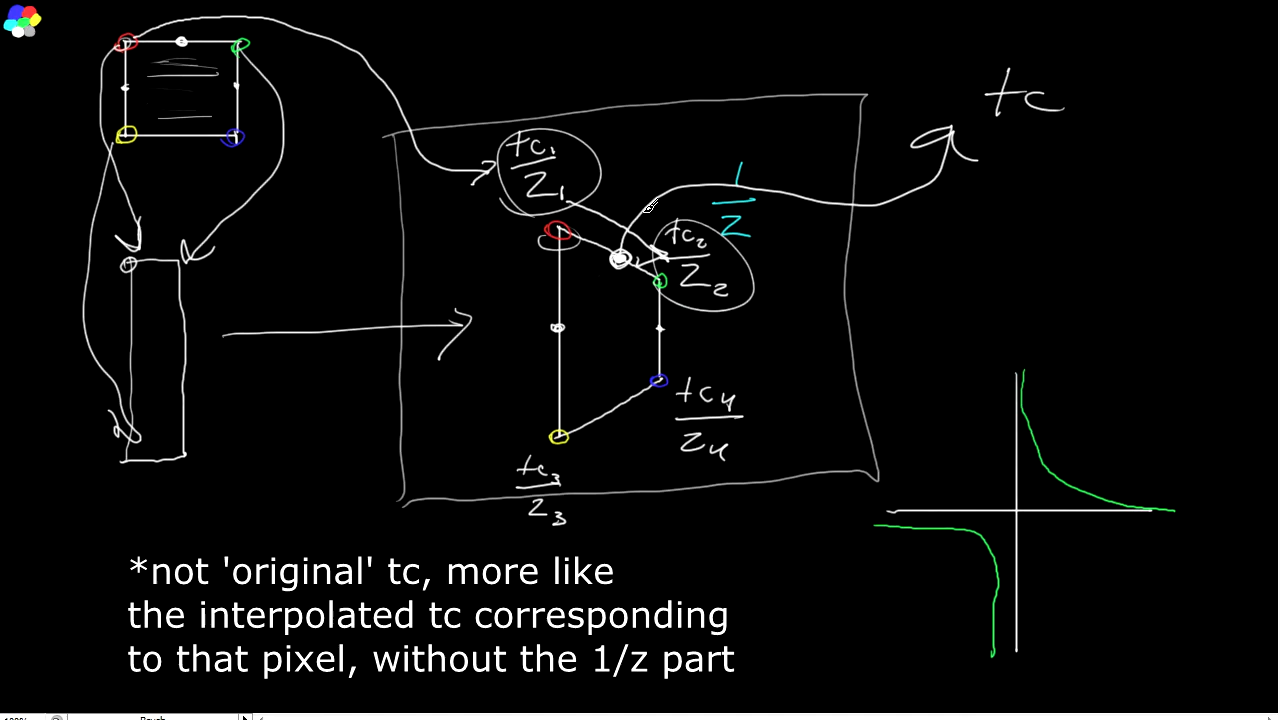 tc
tc₁
Z₁
1
Z
tc₂
Z₂
tc₄
Z₄
tc₃
Z₃
*not 'original' tc, more like
the interpolated tc corresponding
to that pixel, without the 1/z part